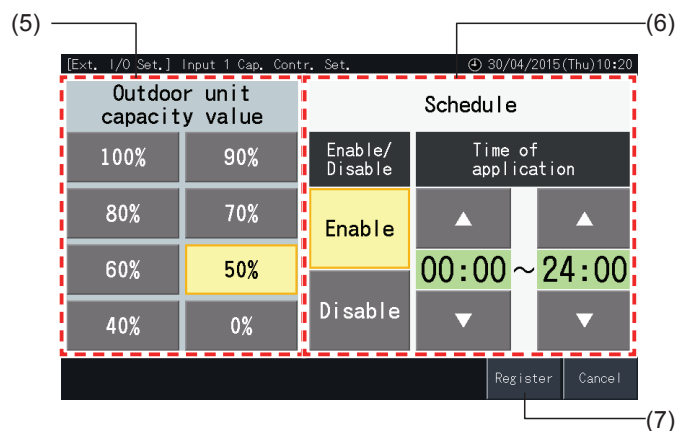 (5)
(6)
[Ext. I/O Set.] Input 1 Cap. Contr. Set.
30/04/2015(Thu)10:20
Outdoor unit
capacity value
100%
90%
80%
70%
60%
50%
40%
0%
Schedule
Enable/
Disable
Time of
application
Enable
Disable
00:00~24:00
Register
Cancel
(7)